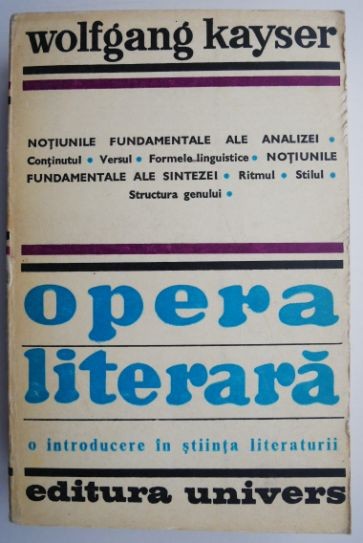 wolfgang kayser
NOȚIUNILE FUNDAMENTALE ALE ANALIZEI •
Conținutul • Versul • Formele lingvistice • NOȚIUNILE
FUNDAMENTALE ALE SINTEZEI • Ritmul • Stilul •
Structura genului •
opera
literară
o introducere în știința literaturii
editura univers